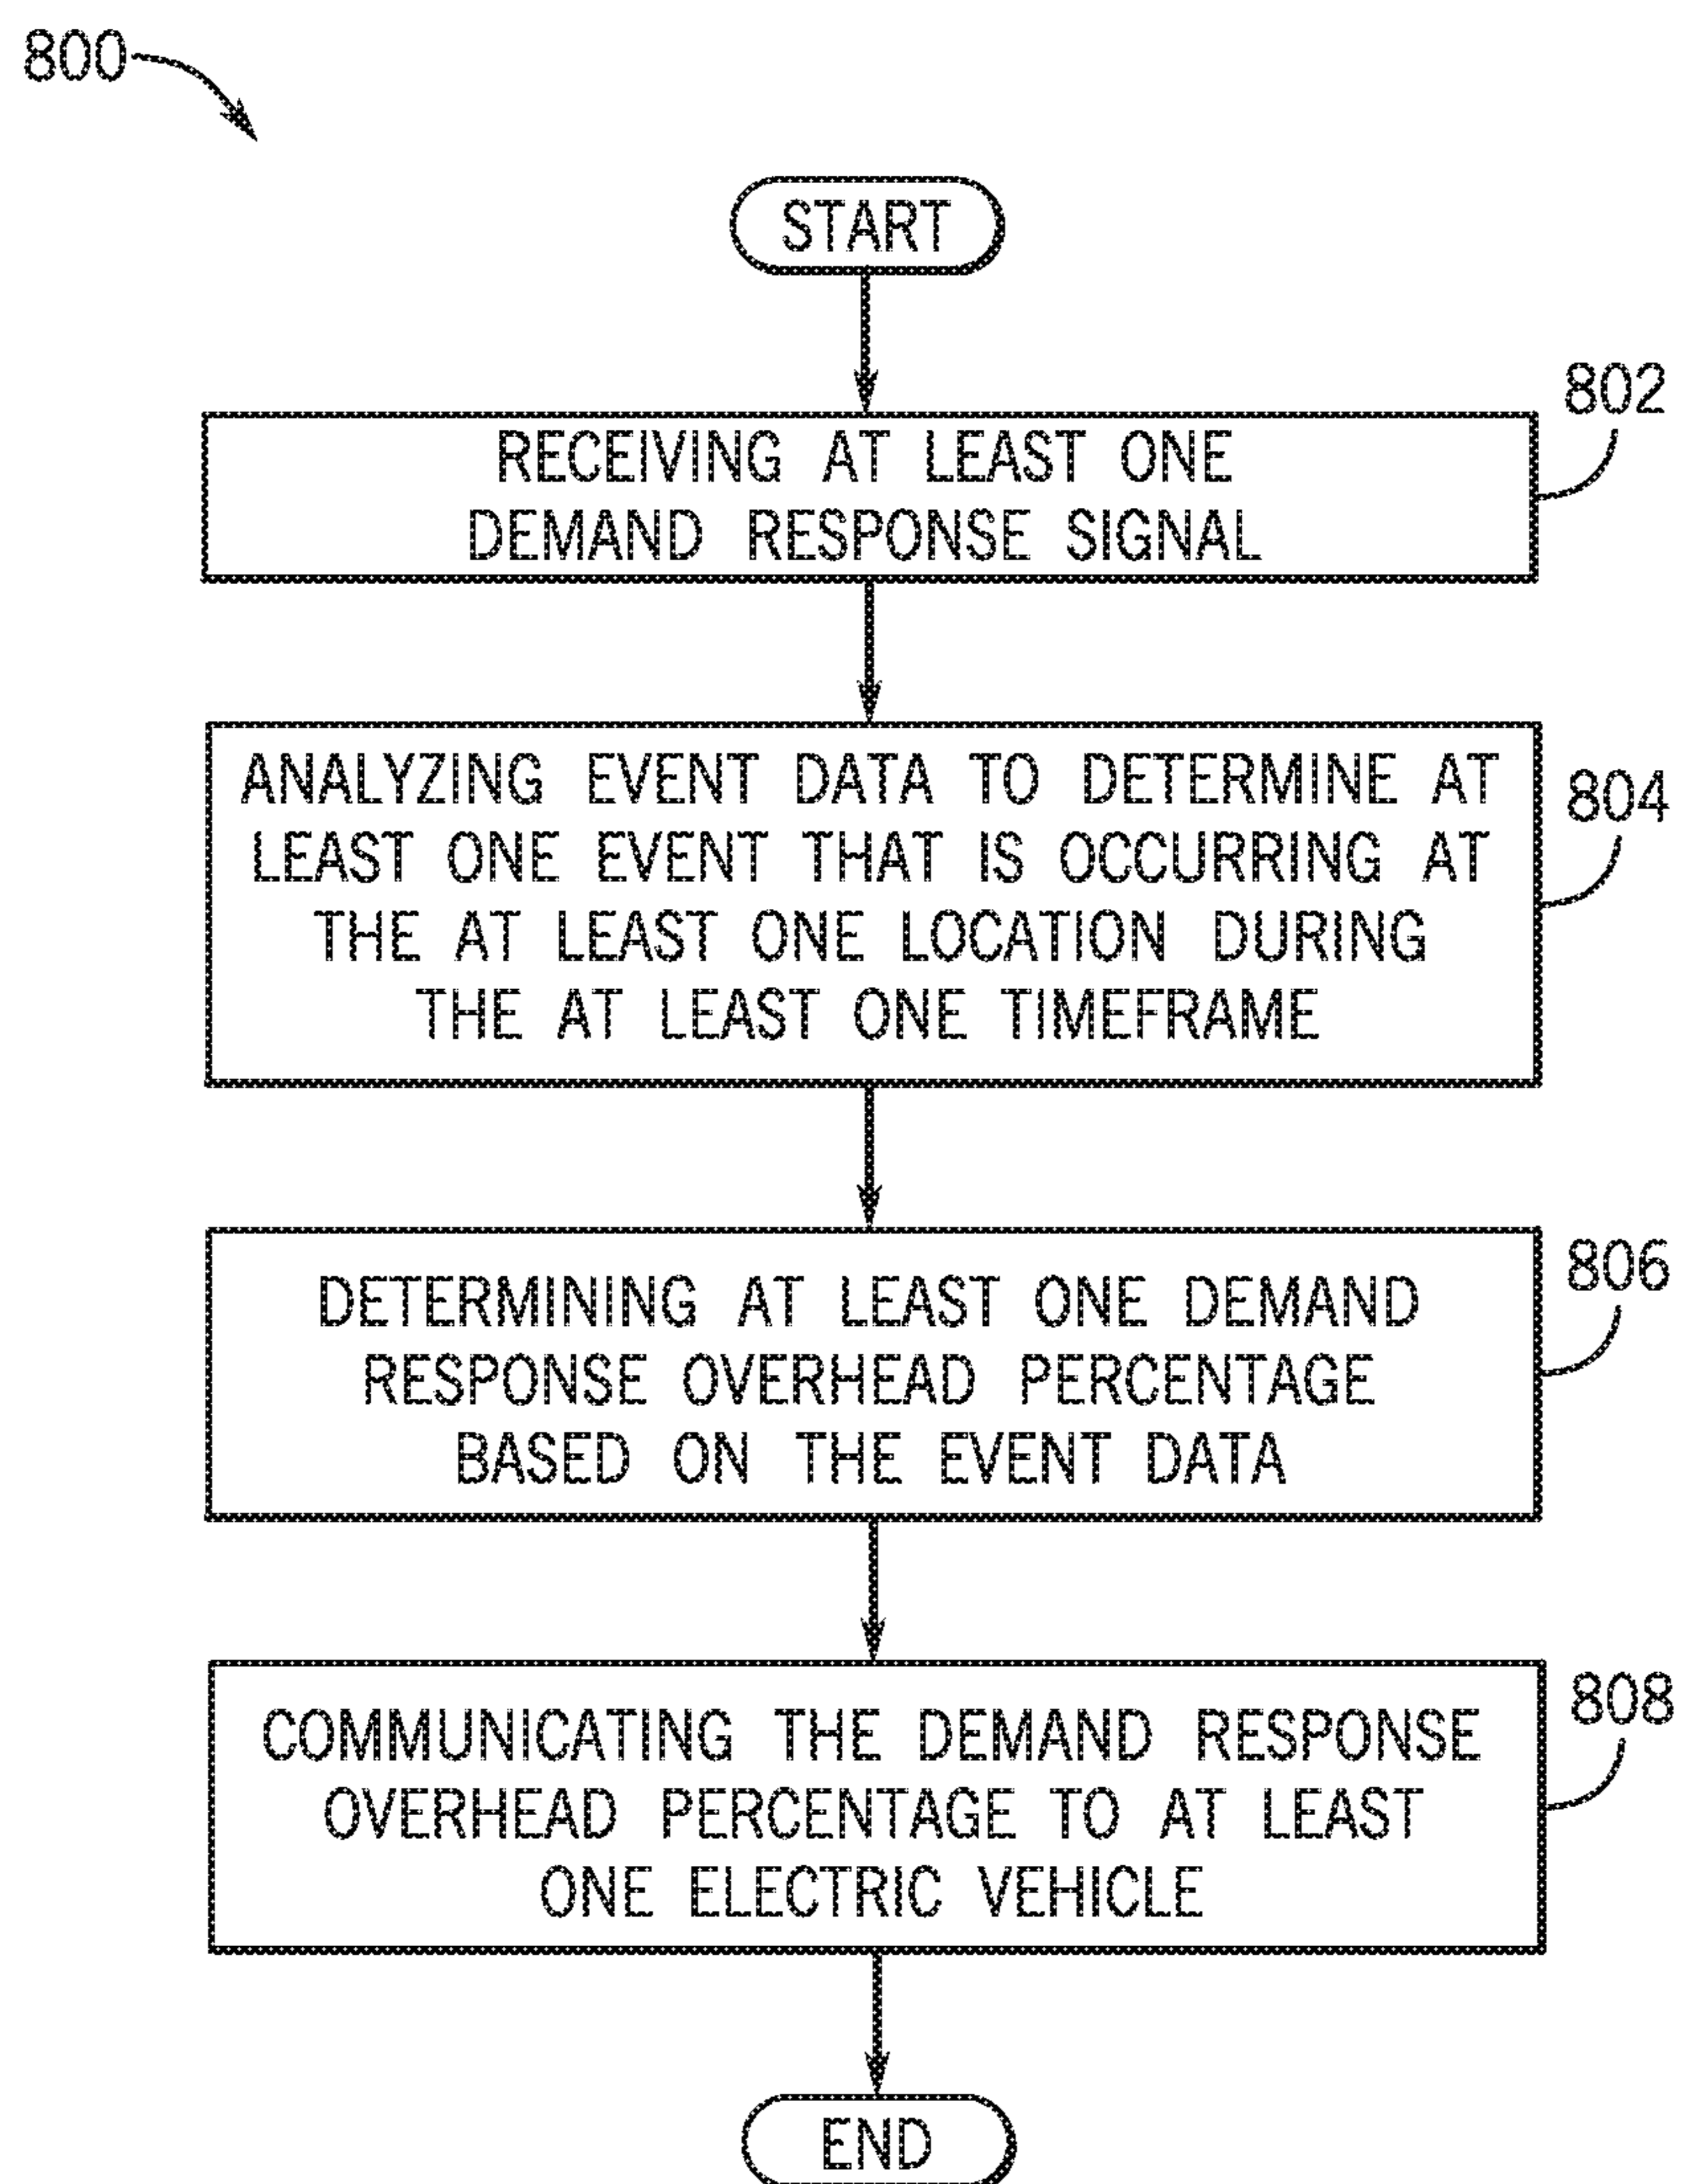 800
START
802
RECEIVING AT LEAST ONE
DEMAND RESPONSE SIGNAL
804
ANALYZING EVENT DATA TO DETERMINE AT
LEAST ONE EVENT THAT IS OCCURRING AT
THE AT LEAST ONE LOCATION DURING
THE AT LEAST ONE TIMEFRAME
806
DETERMINING AT LEAST ONE DEMAND
RESPONSE OVERHEAD PERCENTAGE
BASED ON THE EVENT DATA
808
COMMUNICATING THE DEMAND RESPONSE
OVERHEAD PERCENTAGE TO AT LEAST
ONE ELECTRIC VEHICLE
END